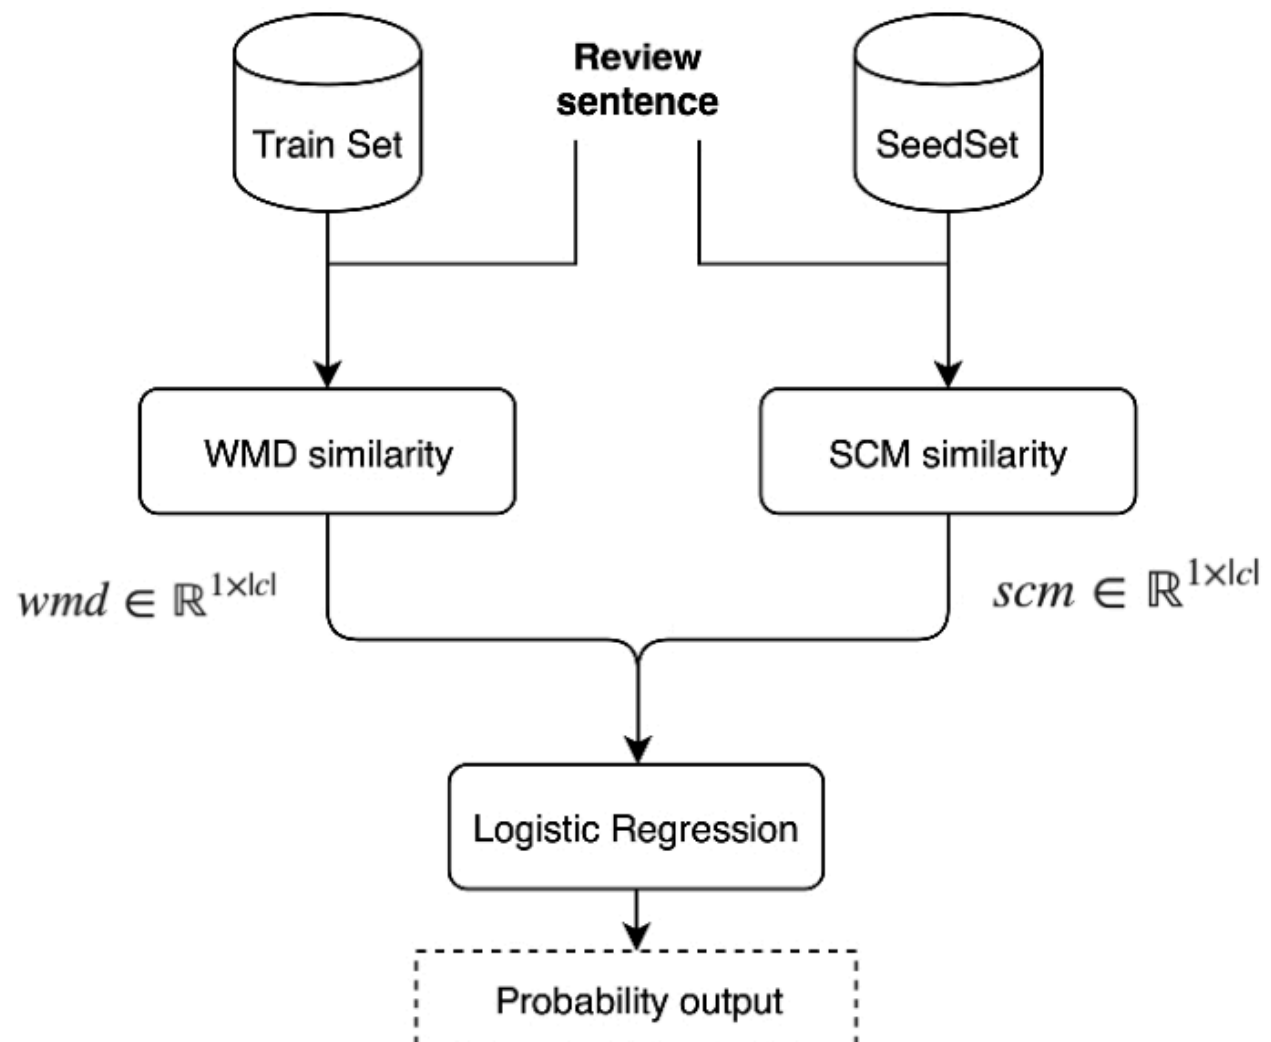 Review
sentence
Train Set
SeedSet
WMD similarity
SCM similarity
wmd ∈ ℝ^{1×|c|}
scm ∈ ℝ^{1×|c|}
Logistic Regression
Probability output